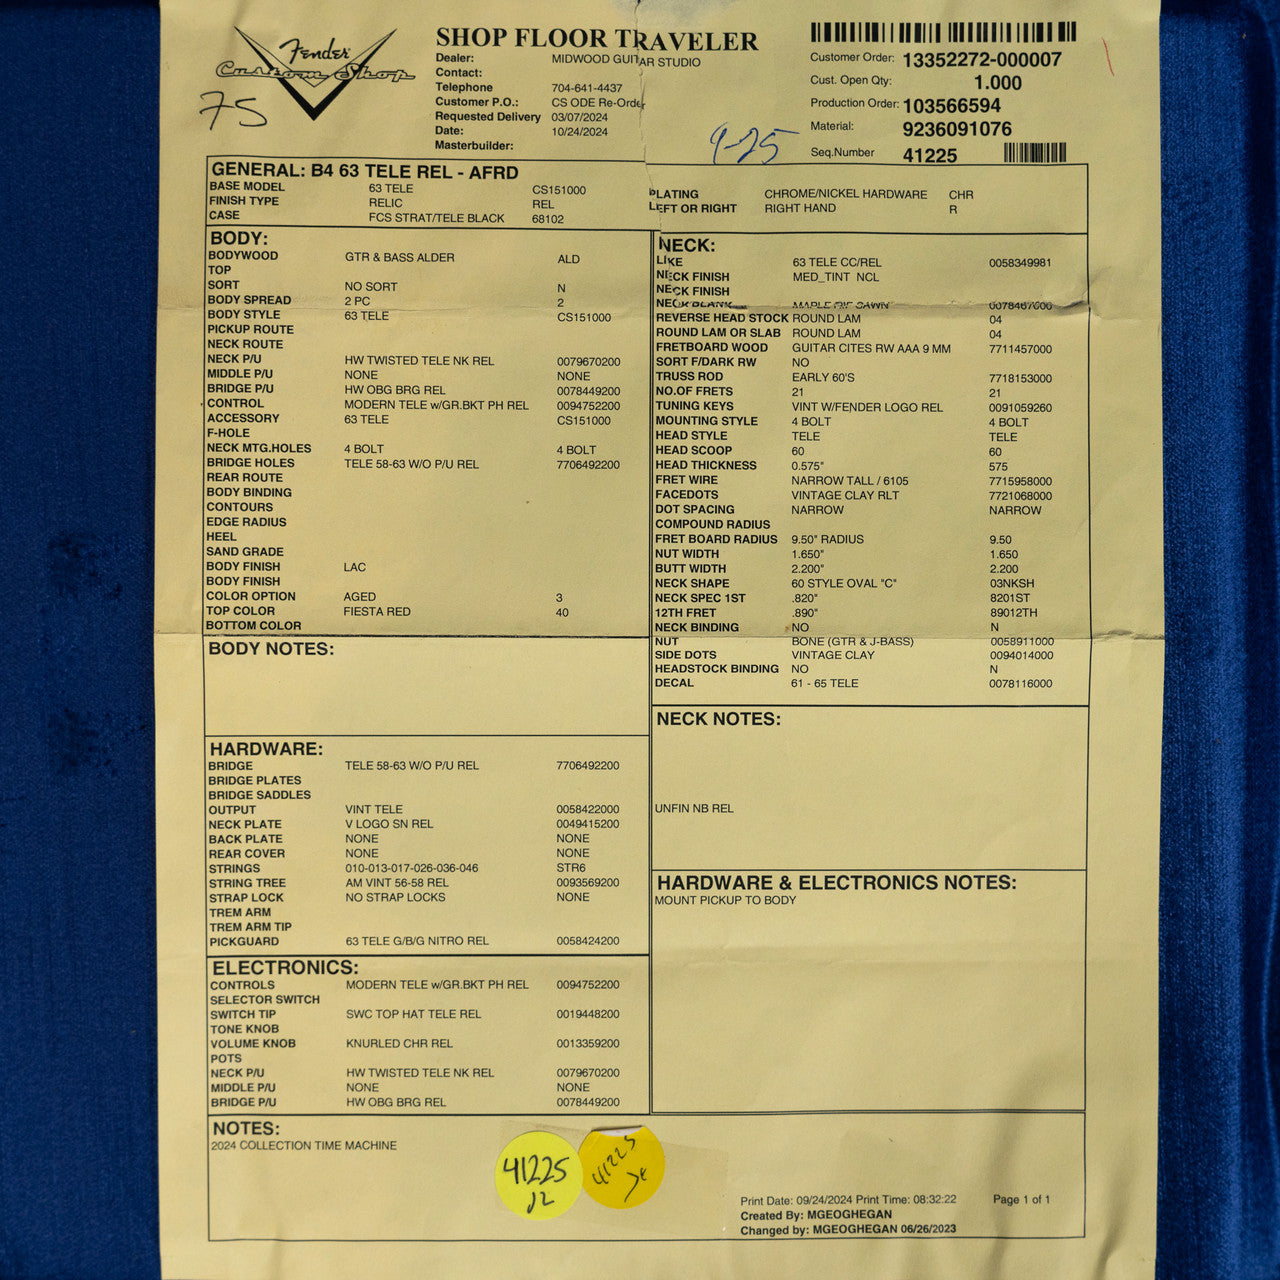 Fender
Custom Shop
75
SHOP FLOOR TRAVELER
Dealer: MIDWOOD GUITAR STUDIO
Contact:
Telephone 704-641-4437
Customer P.O.: CS ODE Re-Order
Requested Delivery 03/07/2024
Date: 10/24/2024
Masterbuilder:
9-25
Customer Order: 13352272-000007
Cust. Open Qty: 1.000
Production Order: 103566594
Material: 9236091076
Seq.Number 41225
GENERAL: B4 63 TELE REL - AFRD
BASE MODEL 63 TELE CS151000
FINISH TYPE RELIC REL
CASE FCS STRAT/TELE BLACK 68102
PLATING CHROME/NICKEL HARDWARE CHR
LEFT OR RIGHT RIGHT HAND R
BODY:
BODYWOOD GTR & BASS ALDER ALD
TOP
SORT NO SORT N
BODY SPREAD 2 PC 2
BODY STYLE 63 TELE CS151000
PICKUP ROUTE
NECK ROUTE
NECK P/U HW TWISTED TELE NK REL 0079670200
MIDDLE P/U NONE NONE
BRIDGE P/U HW OBG BRG REL 0078449200
CONTROL MODERN TELE w/GR.BKT PH REL 0094752200
ACCESSORY 63 TELE CS151000
F-HOLE
NECK MTG.HOLES 4 BOLT 4 BOLT
BRIDGE HOLES TELE 58-63 W/O P/U REL 7706492200
REAR ROUTE
BODY BINDING
CONTOURS
EDGE RADIUS
HEEL
SAND GRADE
BODY FINISH LAC
BODY FINISH
COLOR OPTION AGED 3
TOP COLOR FIESTA RED 40
BOTTOM COLOR
BODY NOTES:
HARDWARE:
BRIDGE TELE 58-63 W/O P/U REL 7706492200
BRIDGE PLATES
BRIDGE SADDLES
OUTPUT VINT TELE 0058422000
NECK PLATE V LOGO SN REL 0049415200
BACK PLATE NONE NONE
REAR COVER NONE NONE
STRINGS 010-013-017-026-036-046 STR6
STRING TREE AM VINT 56-58 REL 0093569200
STRAP LOCK NO STRAP LOCKS NONE
TREM ARM
TREM ARM TIP
PICKGUARD 63 TELE G/B/G NITRO REL 0058424200
ELECTRONICS:
CONTROLS MODERN TELE w/GR.BKT PH REL 0094752200
SELECTOR SWITCH
SWITCH TIP SWC TOP HAT TELE REL 0019448200
TONE KNOB
VOLUME KNOB KNURLED CHR REL 0013359200
POTS
NECK P/U HW TWISTED TELE NK REL 0079670200
MIDDLE P/U NONE NONE
BRIDGE P/U HW OBG BRG REL 0078449200
NECK:
LIKE 63 TELE CC/REL 0058349981
NECK FINISH MED_TINT NCL
NECK FINISH
NECK BLANK MAPLE RIF SAWN 0078467000
REVERSE HEAD STOCK ROUND LAM 04
ROUND LAM OR SLAB ROUND LAM 04
FRETBOARD WOOD GUITAR CITES RW AAA 9 MM 7711457000
SORT F/DARK RW NO
TRUSS ROD EARLY 60'S 7718153000
NO.OF FRETS 21 21
TUNING KEYS VINT W/FENDER LOGO REL 0091059260
MOUNTING STYLE 4 BOLT 4 BOLT
HEAD STYLE TELE TELE
HEAD SCOOP 60 60
HEAD THICKNESS 0.575" 575
FRET WIRE NARROW TALL / 6105 7715958000
FACEDOTS VINTAGE CLAY RLT 7721068000
DOT SPACING NARROW NARROW
COMPOUND RADIUS
FRET BOARD RADIUS 9.50" RADIUS 9.50
NUT WIDTH 1.650" 1.650
BUTT WIDTH 2.200" 2.200
NECK SHAPE 60 STYLE OVAL "C" 03NKSH
NECK SPEC 1ST .820" 8201ST
12TH FRET .890" 89012TH
NECK BINDING NO N
NUT BONE (GTR & J-BASS) 0058911000
SIDE DOTS VINTAGE CLAY 0094014000
HEADSTOCK BINDING NO N
DECAL 61 - 65 TELE 0078116000
NECK NOTES:
UNFIN NB REL
HARDWARE & ELECTRONICS NOTES:
MOUNT PICKUP TO BODY
NOTES:
2024 COLLECTION TIME MACHINE
41225
JL
41225
Print Date: 09/24/2024 Print Time: 08:32:22 Page 1 of 1
Created By: MGEOGHEGAN
Changed by: MGEOGHEGAN 06/26/2023